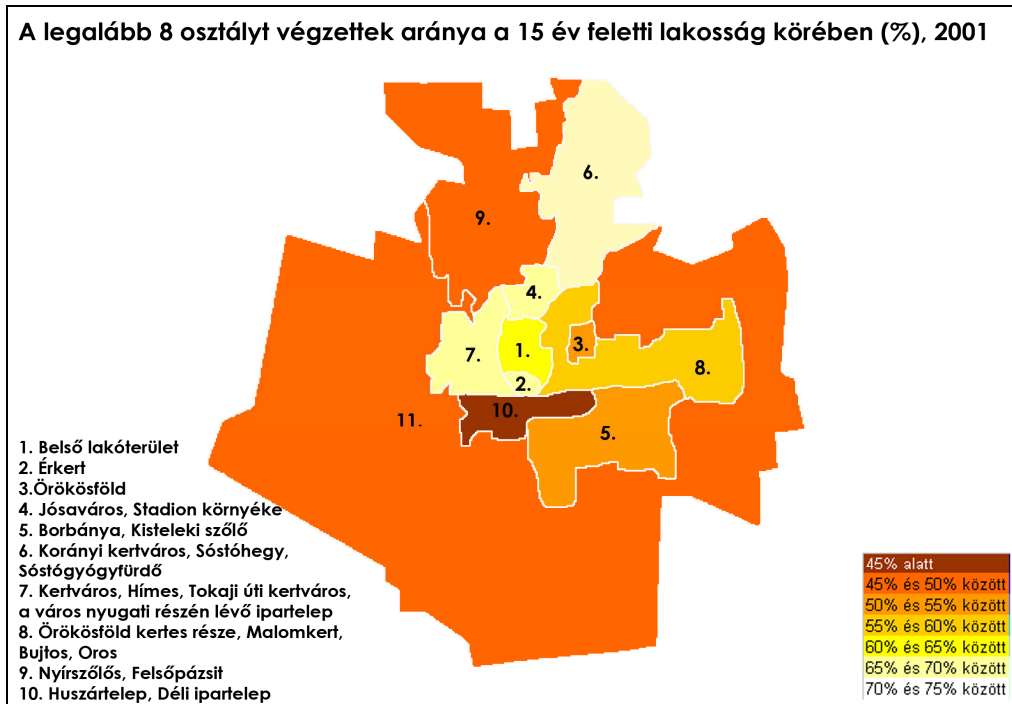 A legalább 8 osztályt végzettek aránya a 15 év feletti lakosság körében (%), 2001
6.
9.
4.
3.
1.
7.
8.
2.
10.
11.
5.
1. Belső lakóterület
2. Érkert
3.Örökösföld
4. Jósaváros, Stadion környéke
5. Borbánya, Kisteleki szőlő
6. Korányi kertváros, Sóstóhegy,
Sóstógyógyfürdő
7. Kertváros, Hímes, Tokaji úti kertváros,
a város nyugati részén lévő ipartelep
8. Örökösföld kertes része, Malomkert,
Bujtos, Oros
9. Nyírszőlős, Felsőpázsit
10. Huszártelep, Déli ipartelep
45% alatt
45% és 50% között
50% és 55% között
55% és 60% között
60% és 65% között
65% és 70% között
70% és 75% között